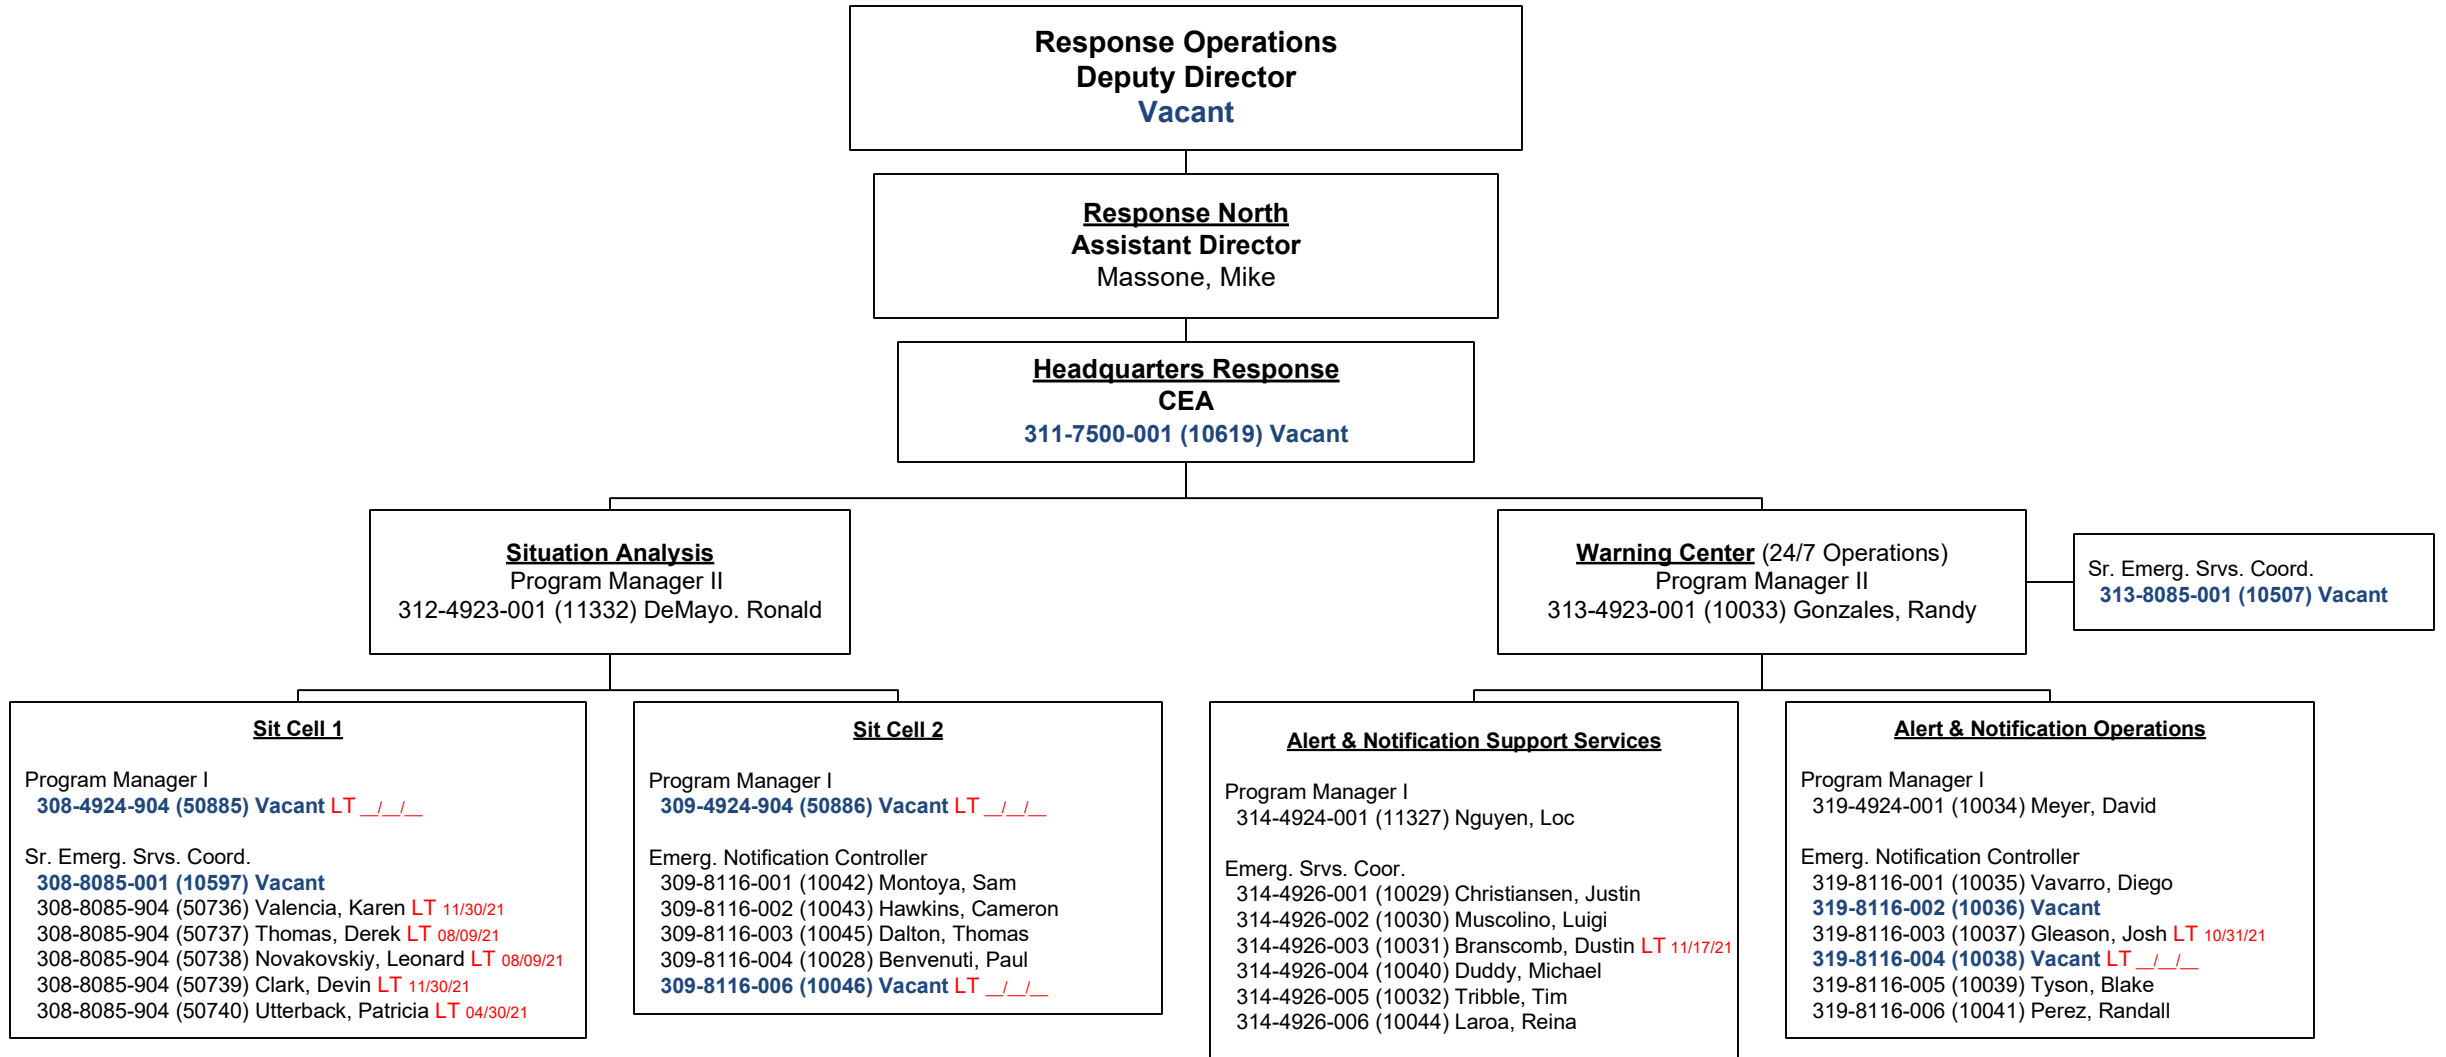 Response Operations
Deputy Director
Vacant
Response North
Assistant Director
Massone, Mike
Headquarters Response
CEA
311-7500-001 (10619) Vacant
Situation Analysis
Program Manager II
312-4923-001 (11332) DeMayo. Ronald
Warning Center (24/7 Operations)
Program Manager II
313-4923-001 (10033) Gonzales, Randy
Sr. Emerg. Srvs. Coord.
313-8085-001 (10507) Vacant
Sit Cell 1
Program Manager I
308-4924-904 (50885) Vacant LT __/__/__
Sr. Emerg. Srvs. Coord.
308-8085-001 (10597) Vacant
308-8085-904 (50736) Valencia, Karen LT 11/30/21
308-8085-904 (50737) Thomas, Derek LT 08/09/21
308-8085-904 (50738) Novakovskiy, Leonard LT 08/09/21
308-8085-904 (50739) Clark, Devin LT 11/30/21
308-8085-904 (50740) Utterback, Patricia LT 04/30/21
Sit Cell 2
Program Manager I
309-4924-904 (50886) Vacant LT __/__/__
Emerg. Notification Controller
309-8116-001 (10042) Montoya, Sam
309-8116-002 (10043) Hawkins, Cameron
309-8116-003 (10045) Dalton, Thomas
309-8116-004 (10028) Benvenuti, Paul
309-8116-006 (10046) Vacant LT __/__/__
Alert & Notification Support Services
Program Manager I
314-4924-001 (11327) Nguyen, Loc
Emerg. Srvs. Coor.
314-4926-001 (10029) Christiansen, Justin
314-4926-002 (10030) Muscolino, Luigi
314-4926-003 (10031) Branscomb, Dustin LT 11/17/21
314-4926-004 (10040) Duddy, Michael
314-4926-005 (10032) Tribble, Tim
314-4926-006 (10044) Laroa, Reina
Alert & Notification Operations
Program Manager I
319-4924-001 (10034) Meyer, David
Emerg. Notification Controller
319-8116-001 (10035) Vavarro, Diego
319-8116-002 (10036) Vacant
319-8116-003 (10037) Gleason, Josh LT 10/31/21
319-8116-004 (10038) Vacant LT __/__/__
319-8116-005 (10039) Tyson, Blake
319-8116-006 (10041) Perez, Randall